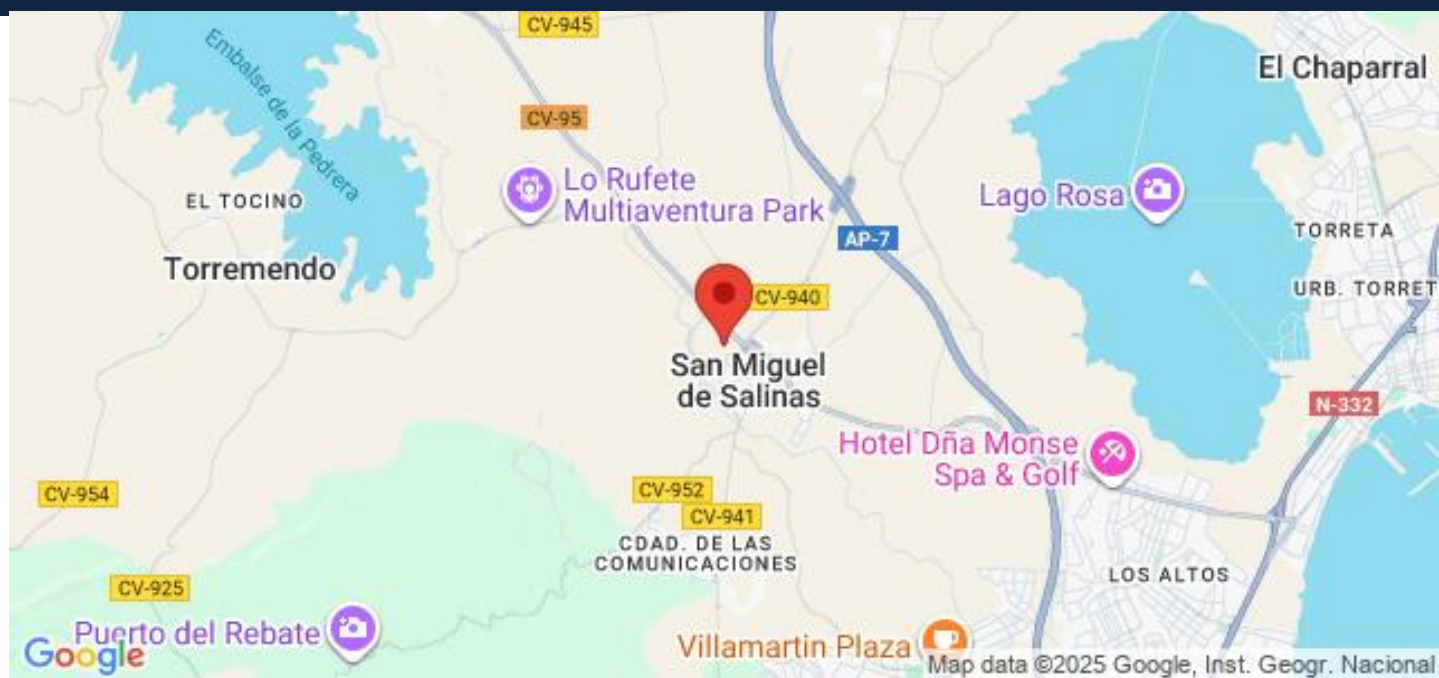 CV-945
El Chaparral
Embalse de la Pedrera
CV-95
Lo Rufete
Multiaventura Park
Lago Rosa
EL TOCINO
TORRETA
AP-7
Torremendo
CV-940
URB. TORRET
San Miguel
de Salinas
N-332
Hotel Dña Monse
Spa & Golf
CV-954
CV-952
CV-941
CDAD. DE LAS
COMUNICACIONES
LOS ALTOS
CV-925
Puerto del Rebate
Villamartin Plaza
Google
Map data ©2025 Google, Inst. Geogr. Nacional